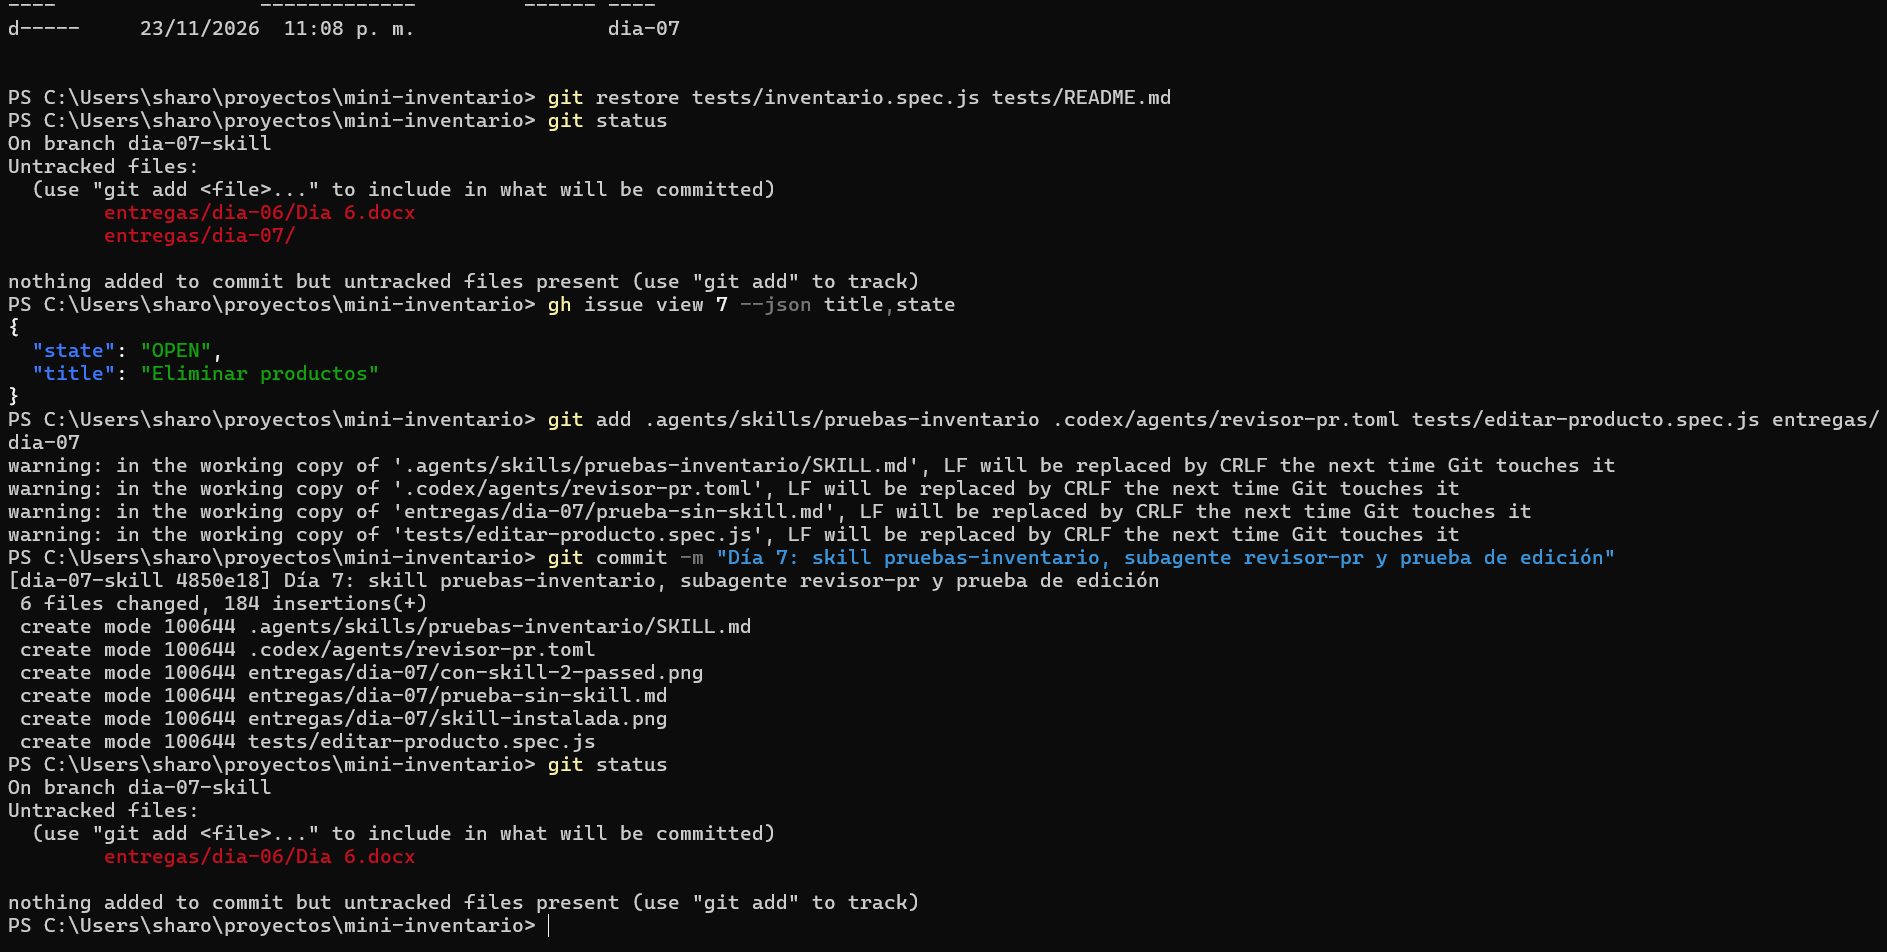 ----                 -------------         ------ ----
d-----     23/11/2026  11:08 p. m.                dia-07
PS C:\Users\sharo\proyectos\mini-inventario> git restore tests/inventario.spec.js tests/README.md
PS C:\Users\sharo\proyectos\mini-inventario> git status
On branch dia-07-skill
Untracked files:
  (use "git add <file>..." to include in what will be committed)
        entregas/dia-06/Dia 6.docx
        entregas/dia-07/
nothing added to commit but untracked files present (use "git add" to track)
PS C:\Users\sharo\proyectos\mini-inventario> gh issue view 7 --json title,state
{
  "state": "OPEN",
  "title": "Eliminar productos"
}
PS C:\Users\sharo\proyectos\mini-inventario> git add .agents/skills/pruebas-inventario .codex/agents/revisor-pr.toml tests/editar-producto.spec.js entregas/
dia-07
warning: in the working copy of '.agents/skills/pruebas-inventario/SKILL.md', LF will be replaced by CRLF the next time Git touches it
warning: in the working copy of '.codex/agents/revisor-pr.toml', LF will be replaced by CRLF the next time Git touches it
warning: in the working copy of 'entregas/dia-07/prueba-sin-skill.md', LF will be replaced by CRLF the next time Git touches it
warning: in the working copy of 'tests/editar-producto.spec.js', LF will be replaced by CRLF the next time Git touches it
PS C:\Users\sharo\proyectos\mini-inventario> git commit -m "Día 7: skill pruebas-inventario, subagente revisor-pr y prueba de edición"
[dia-07-skill 4850e18] Día 7: skill pruebas-inventario, subagente revisor-pr y prueba de edición
 6 files changed, 184 insertions(+)
 create mode 100644 .agents/skills/pruebas-inventario/SKILL.md
 create mode 100644 .codex/agents/revisor-pr.toml
 create mode 100644 entregas/dia-07/con-skill-2-passed.png
 create mode 100644 entregas/dia-07/prueba-sin-skill.md
 create mode 100644 entregas/dia-07/skill-instalada.png
 create mode 100644 tests/editar-producto.spec.js
PS C:\Users\sharo\proyectos\mini-inventario> git status
On branch dia-07-skill
Untracked files:
  (use "git add <file>..." to include in what will be committed)
        entregas/dia-06/Dia 6.docx
nothing added to commit but untracked files present (use "git add" to track)
PS C:\Users\sharo\proyectos\mini-inventario>